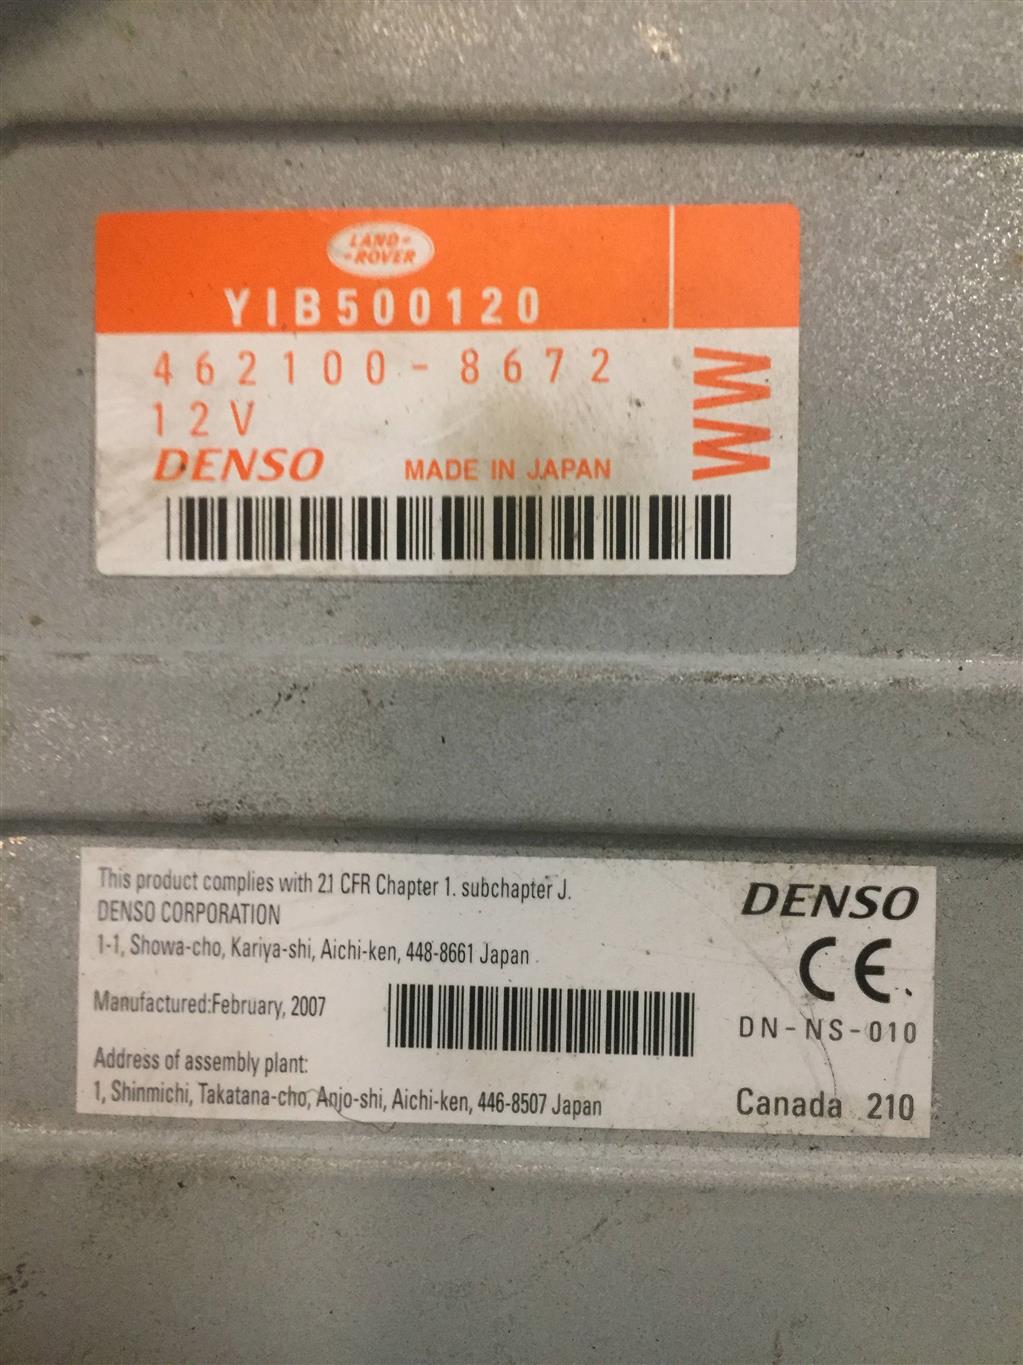 LAND-
-ROVER
YIB500120
462100-8672
12V
DENSO MADE IN JAPAN
WW
This product complies with 21 CFR Chapter 1. subchapter J.
DENSO CORPORATION
1-1, Showa-cho, Kariya-shi, Aichi-ken, 448-8661 Japan
Manufactured:February, 2007
Address of assembly plant:
1, Shinmichi, Takatana-cho, Anjo-shi, Aichi-ken, 446-8507 Japan
DENSO
CE
DN-NS-010
Canada 210